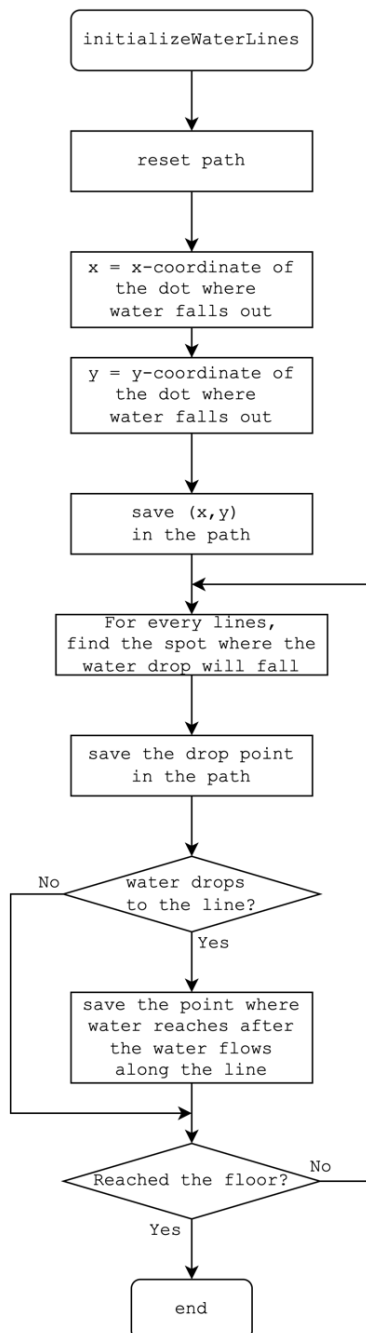 initializeWaterLines
reset path
x = x-coordinate of
the dot where
water falls out
y = y-coordinate of
the dot where
water falls out
save (x,y)
in the path
For every lines,
find the spot where the
water drop will fall
save the drop point
in the path
No
water drops
to the line?
Yes
save the point where
water reaches after
the water flows
along the line
Reached the floor?
No
Yes
end